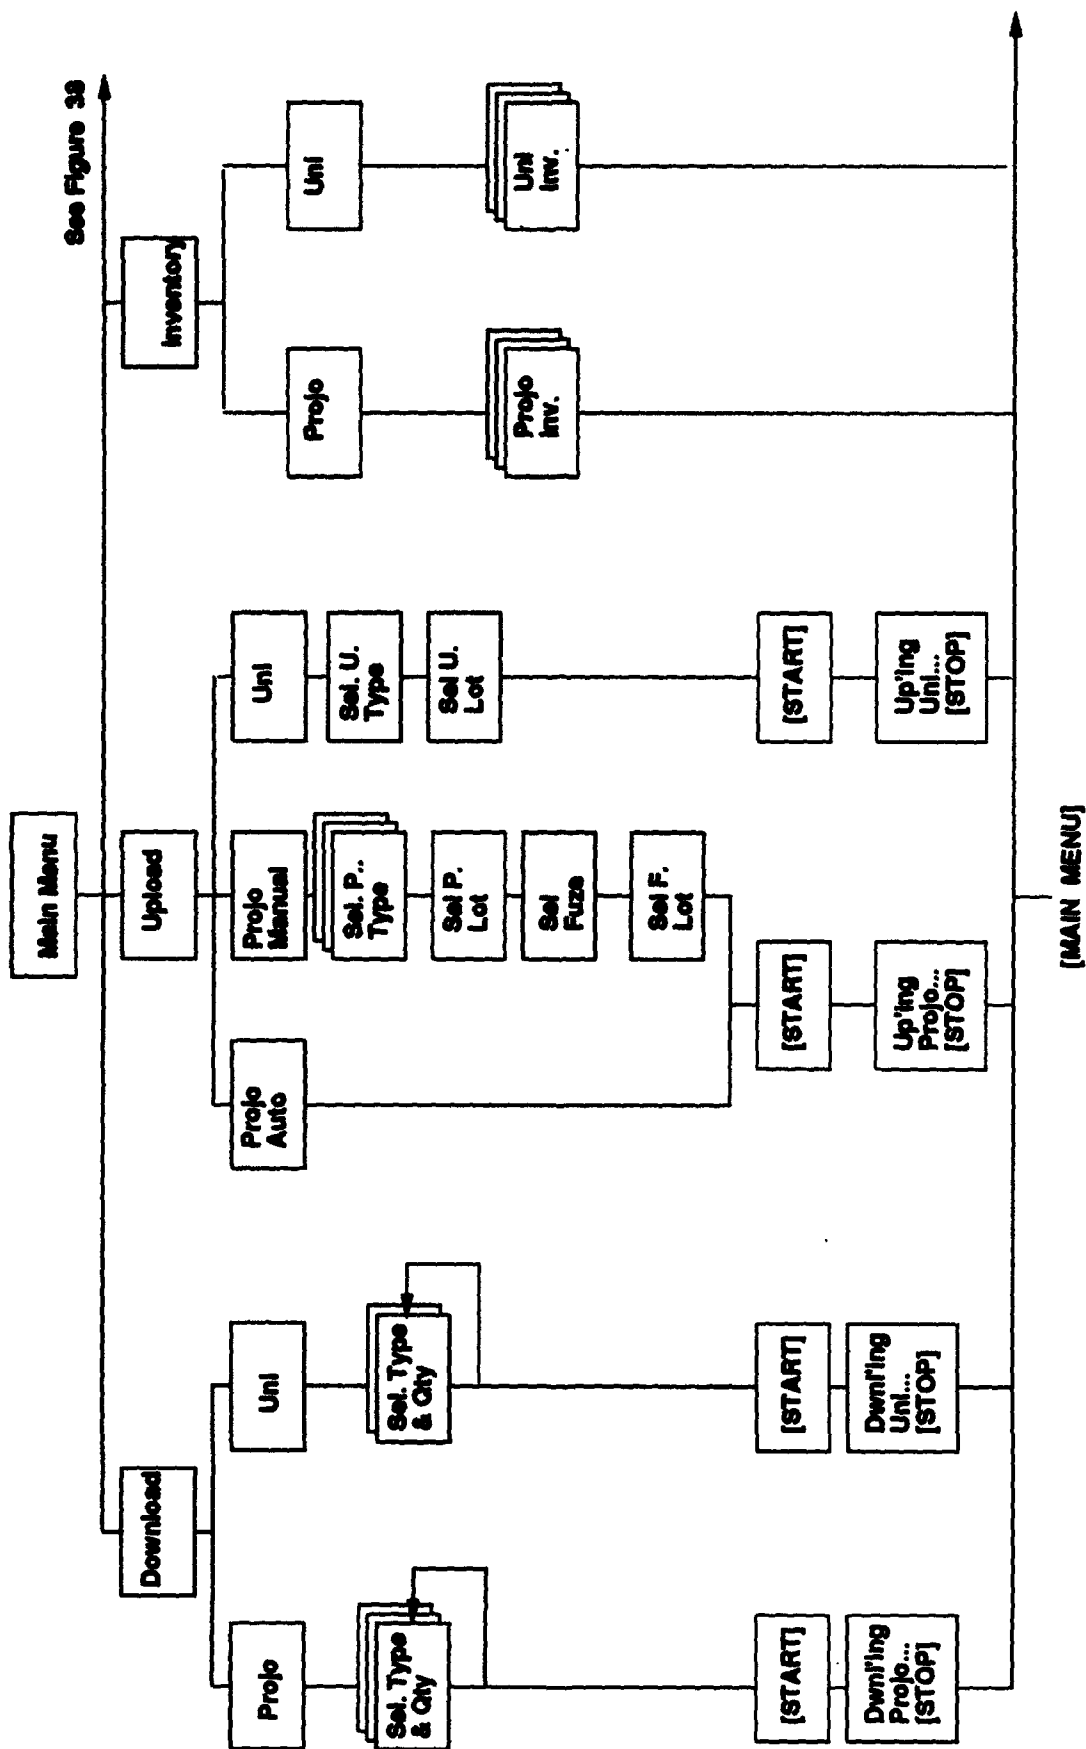 Main Menu
See Figure 38
Download
Upload
Inventory
Projo
Uni
Projo
Auto
Projo
Manual
Uni
Projo
Uni
Sel. Type
& Qty
Sel. Type
& Qty
Sel. P..
Type
Sel. U.
Type
Sel P.
Lot
Sel U.
Lot
Sel
Fuze
Sel F.
Lot
Projo
Inv.
Uni
Inv.
[START]
[START]
[START]
[START]
Dwnl'ing
Projo...
[STOP]
Dwnl'ing
Uni...
[STOP]
Up'ing
Projo...
[STOP]
Up'ing
Uni...
[STOP]
[MAIN MENU]